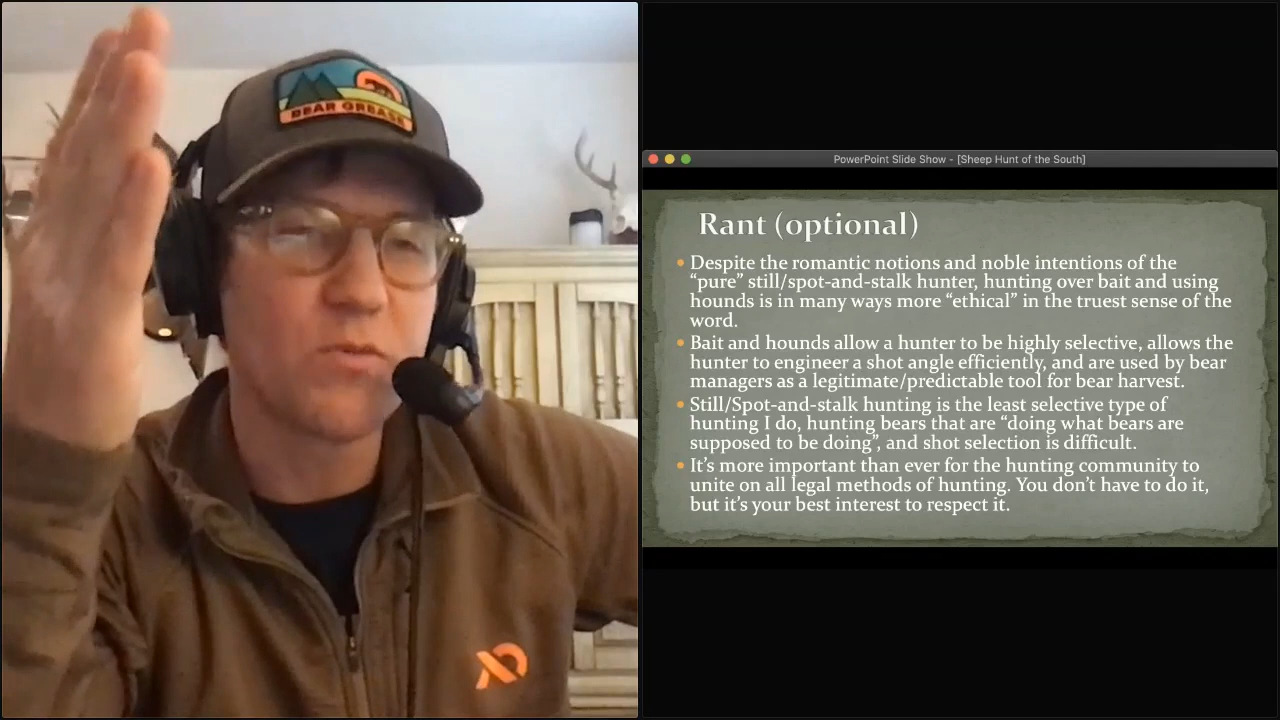 BEAR GREASE
PowerPoint Slide Show - [Sheep Hunt of the South]
Rant (optional)
• Despite the romantic notions and noble intentions of the
“pure” still/spot-and-stalk hunter, hunting over bait and using
hounds is in many ways more “ethical” in the truest sense of the
word.
• Bait and hounds allow a hunter to be highly selective, allows the
hunter to engineer a shot angle efficiently, and are used by bear
managers as a legitimate/predictable tool for bear harvest.
• Still/Spot-and-stalk hunting is the least selective type of
hunting I do, hunting bears that are “doing what bears are
supposed to be doing”, and shot selection is difficult.
• It’s more important than ever for the hunting community to
unite on all legal methods of hunting. You don’t have to do it,
but it’s your best interest to respect it.